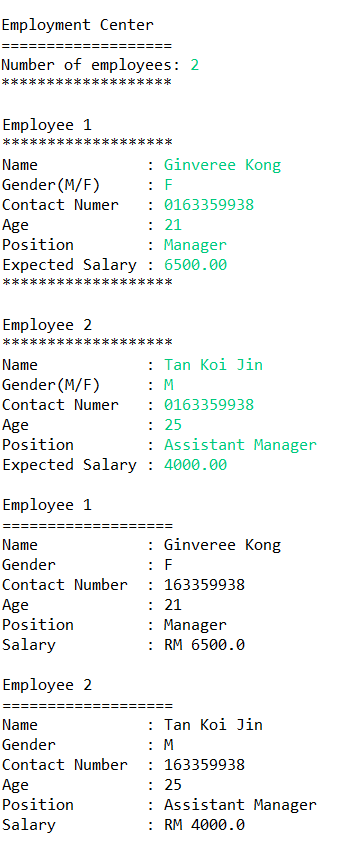 Employment Center
===================
Number of employees: 2
*******************
Employee 1
*******************
Name            : Ginveree Kong
Gender(M/F)     : F
Contact Numer   : 0163359938
Age             : 21
Position        : Manager
Expected Salary : 6500.00
*******************
Employee 2
*******************
Name            : Tan Koi Jin
Gender(M/F)     : M
Contact Numer   : 0163359938
Age             : 25
Position        : Assistant Manager
Expected Salary : 4000.00
Employee 1
===================
Name            : Ginveree Kong
Gender          : F
Contact Number  : 163359938
Age             : 21
Position        : Manager
Salary          : RM 6500.0
Employee 2
===================
Name            : Tan Koi Jin
Gender          : M
Contact Number  : 163359938
Age             : 25
Position        : Assistant Manager
Salary          : RM 4000.0